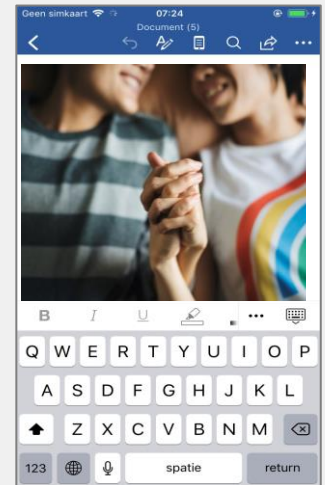 Geen simkaart 07:24
Document (5)
B I U
Q W E R T Y U I O P
A S D F G H J K L
Z X C V B N M
123 spatie return